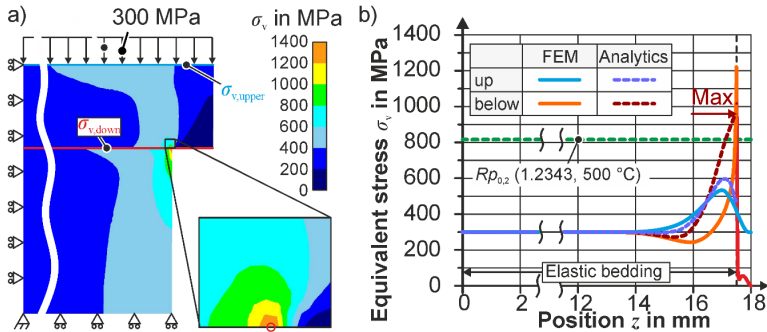 a)
300 MPa
σv in MPa
1400
1200
1000
800
600
400
200
0
σv,upper
σv,down
b)
Equivalent stress σv in MPa
1400
1200
1000
800
600
400
200
0
FEM Analytics
up
below
Max
Rp0,2 (1.2343, 500 °C)
Elastic bedding
0 12 14 16 18
Position z in mm